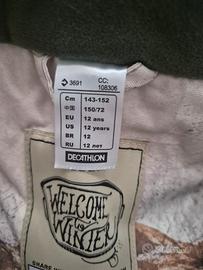 3691 CC:
108306
Cm 143-152
中国 150/72
EU 12 ans
US 12 years
BR 12
RU 12 лет
DECATHLON
WELCOME
to
WINTER